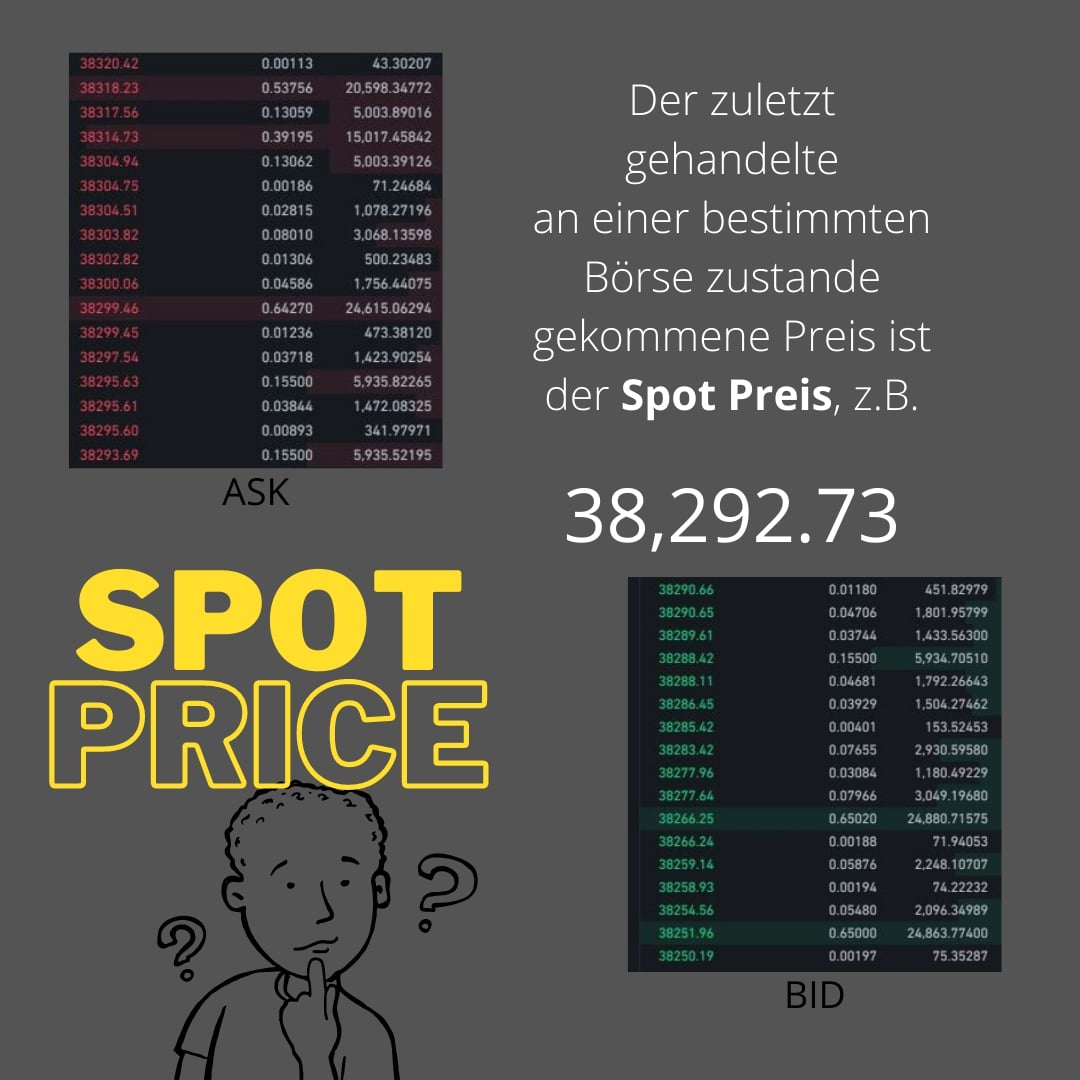 38320.42 0.00113 43.30207
38318.23 0.53756 20,598.34772
38317.56 0.13059 5,003.89016
38314.73 0.39195 15,017.45842
38304.94 0.13062 5,003.39126
38304.75 0.00186 71.24684
38304.51 0.02815 1,078.27196
38303.82 0.08010 3,068.13598
38302.82 0.01306 500.23483
38300.06 0.04586 1,756.44075
38299.46 0.64270 24,615.06294
38299.45 0.01236 473.38120
38297.54 0.03718 1,423.90254
38295.63 0.15500 5,935.82265
38295.61 0.03844 1,472.08325
38295.60 0.00893 341.97971
38293.69 0.15500 5,935.52195
ASK
Der zuletzt
gehandelte
an einer bestimmten
Börse zustande
gekommene Preis ist
der Spot Preis, z.B.
38,292.73
SPOT
PRICE
38290.66 0.01180 451.82979
38290.65 0.04706 1,801.95799
38289.61 0.03744 1,433.56300
38288.42 0.15500 5,934.70510
38288.11 0.04681 1,792.26643
38286.45 0.03929 1,504.27462
38285.42 0.00401 153.52453
38283.42 0.07655 2,930.59580
38277.96 0.03084 1,180.49229
38277.64 0.07966 3,049.19680
38266.25 0.65020 24,880.71575
38266.24 0.00188 71.94053
38259.14 0.05876 2,248.10707
38258.93 0.00194 74.22232
38254.56 0.05480 2,096.34989
38251.96 0.65000 24,863.77400
38250.19 0.00197 75.35287
BID
? ?